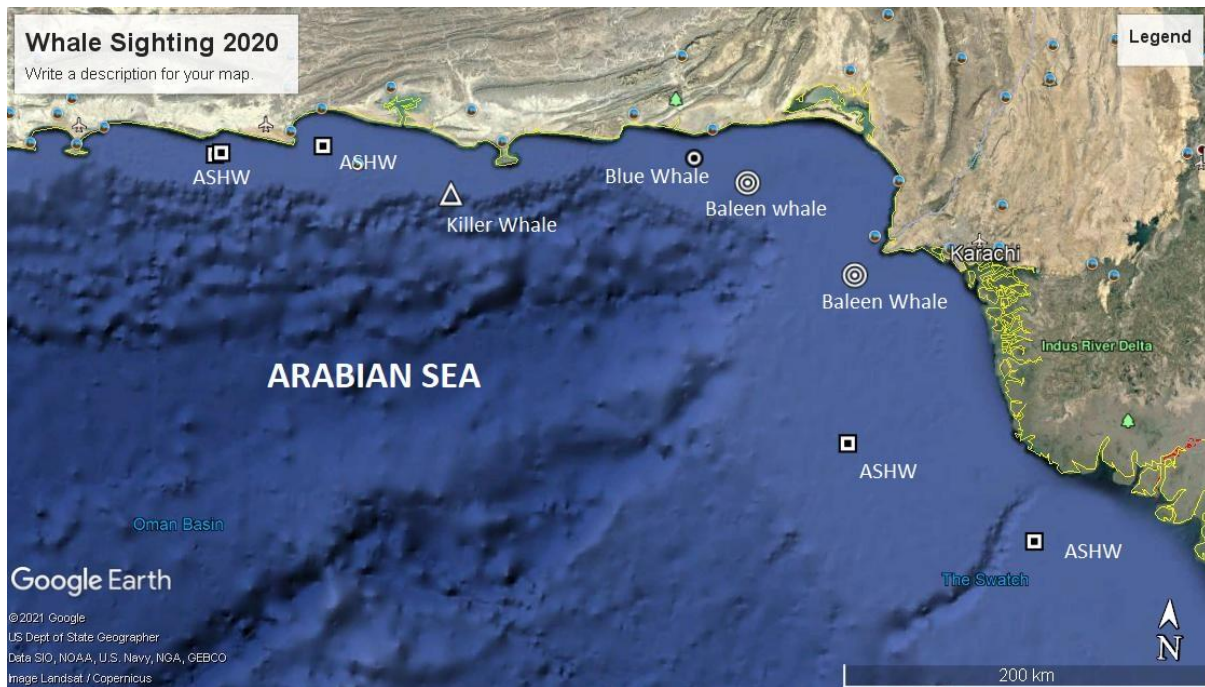 Whale Sighting 2020
Write a description for your map.
Legend
ASHW
ASHW
Blue Whale
Baleen whale
Killer Whale
Karachi
Baleen Whale
Indus River Delta
ARABIAN SEA
ASHW
Oman Basin
ASHW
The Swatch
Google Earth
©2021 Google
US Dept of State Geographer
Data SIO, NOAA, U.S. Navy, NGA, GEBCO
Image Landsat / Copernicus
N
200 km